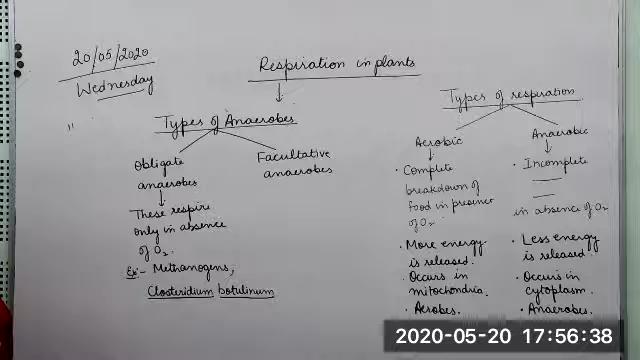 20/05/2020
Wednesday
Respiration in plants
Types of Anaerobes
Obligate
anaerobes
These respire
only in absence
of O2.
Ex:- Methanogens,
Clostridium botulinum
Facultative
anaerobes
Types of respiration
Aerobic
• Complete
breakdown of
food in presence
of O2
• More energy
is released.
• Occurs in
mitochondria.
• Aerobes.
Anaerobic
• Incomplete
in absence of O2
• Less energy
is released.
• Occurs in
cytoplasm.
• Anaerobes.
2020-05-20 17:56:38